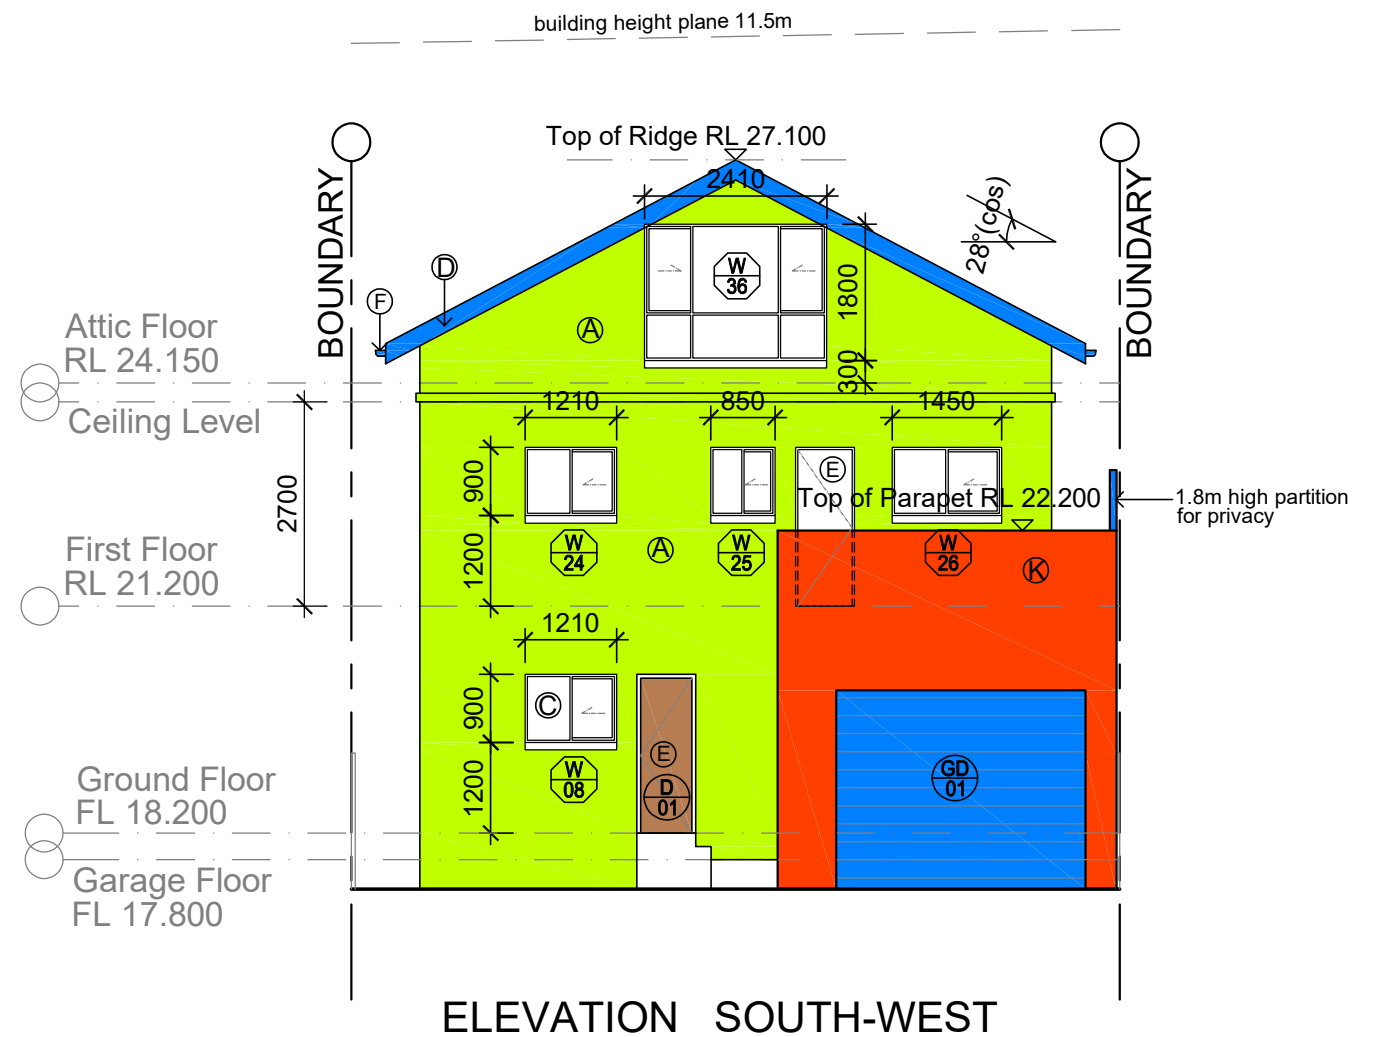 building height plane 11.5m
Top of Ridge RL 27.100
2410
BOUNDARY
BOUNDARY
28°(cos)
D
W
36
F
1800
A
Attic Floor
RL 24.150
300
Ceiling Level
1210
850
1450
2700
900
E
Top of Parapet RL 22.200
1.8m high partition
for privacy
First Floor
RL 21.200
1200
W
24
A
W
25
W
26
K
1210
900
C
E
Ground Floor
FL 18.200
1200
W
08
D
01
GD
01
Garage Floor
FL 17.800
ELEVATION SOUTH-WEST